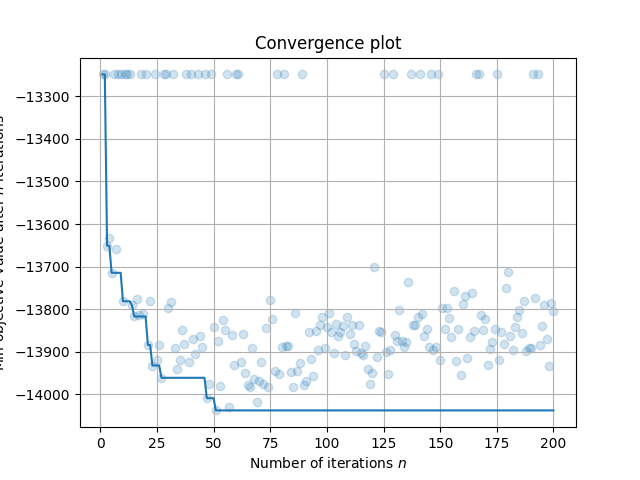 Convergence plot
−13300
−13400
−13500
−13600
−13700
−13800
−13900
−14000
objective value after n iterations
0 25 50 75 100 125 150 175 200
Number of iterations n